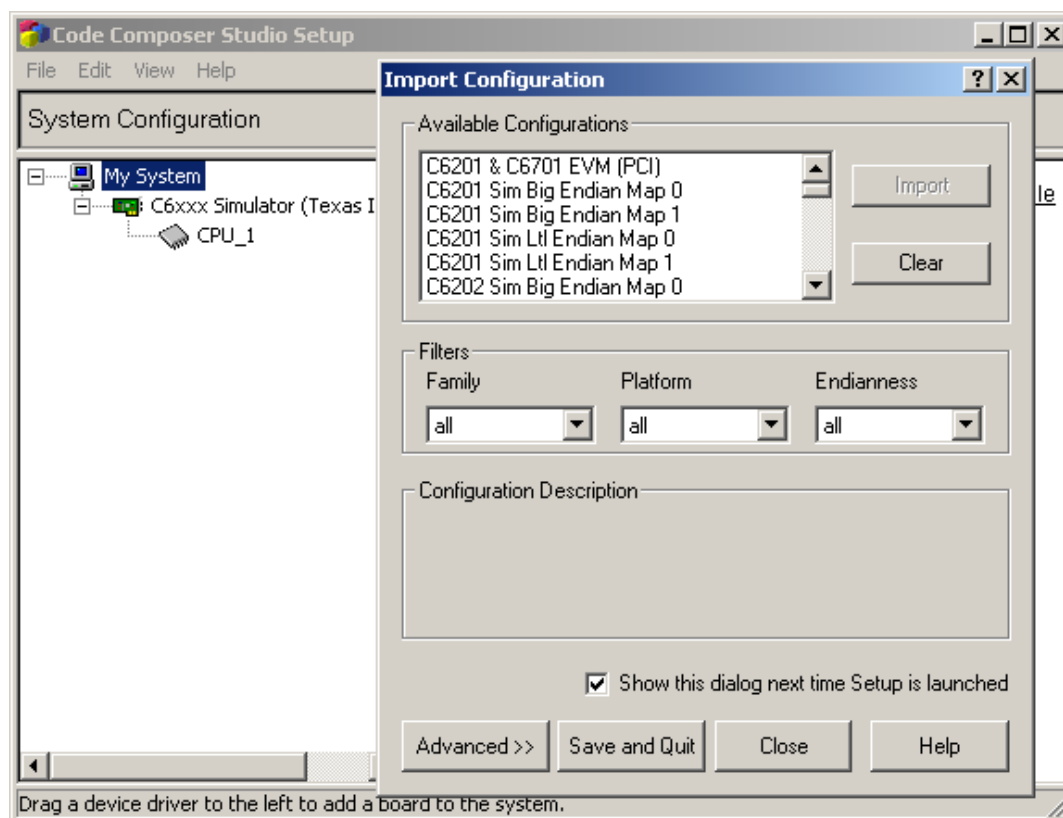 Code Composer Studio Setup
File Edit View Help
System Configuration
My System
C6xxx Simulator (Texas I
CPU_1
le
Import Configuration
Available Configurations
C6201 & C6701 EVM (PCI)
C6201 Sim Big Endian Map 0
C6201 Sim Big Endian Map 1
C6201 Sim Ltl Endian Map 0
C6201 Sim Ltl Endian Map 1
C6202 Sim Big Endian Map 0
Import
Clear
Filters
Family Platform Endianness
all all all
Configuration Description
Show this dialog next time Setup is launched
Advanced >> Save and Quit Close Help
Drag a device driver to the left to add a board to the system.